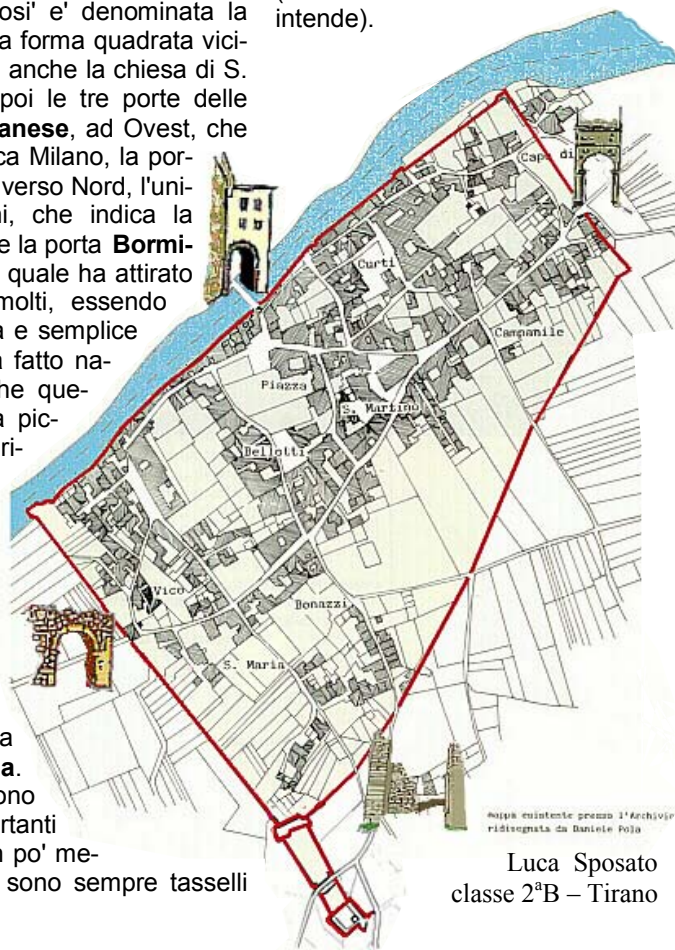 osi' e' denominata la
a forma quadrata vici-
anche la chiesa di S.
poi le tre porte delle
anese, ad Ovest, che
ca Milano, la por-
verso Nord, l'uni-
ni, che indica la
e la porta Bormi-
quale ha attirato
molti, essendo
a e semplice
a fatto na-
he que-
a pic-
ri-
a
a.
ono
rtanti
n po' me-
sono sempre tasselli
intende).
Capo di
Curti
Campanile
Piazza
S. Martino
Bellotti
Vico
Bonazzi
S. Maria
mappa esistente presso l'Archivio
ridisegnata da Daniele Pola
Luca Sposato
classe 2ªB – Tirano